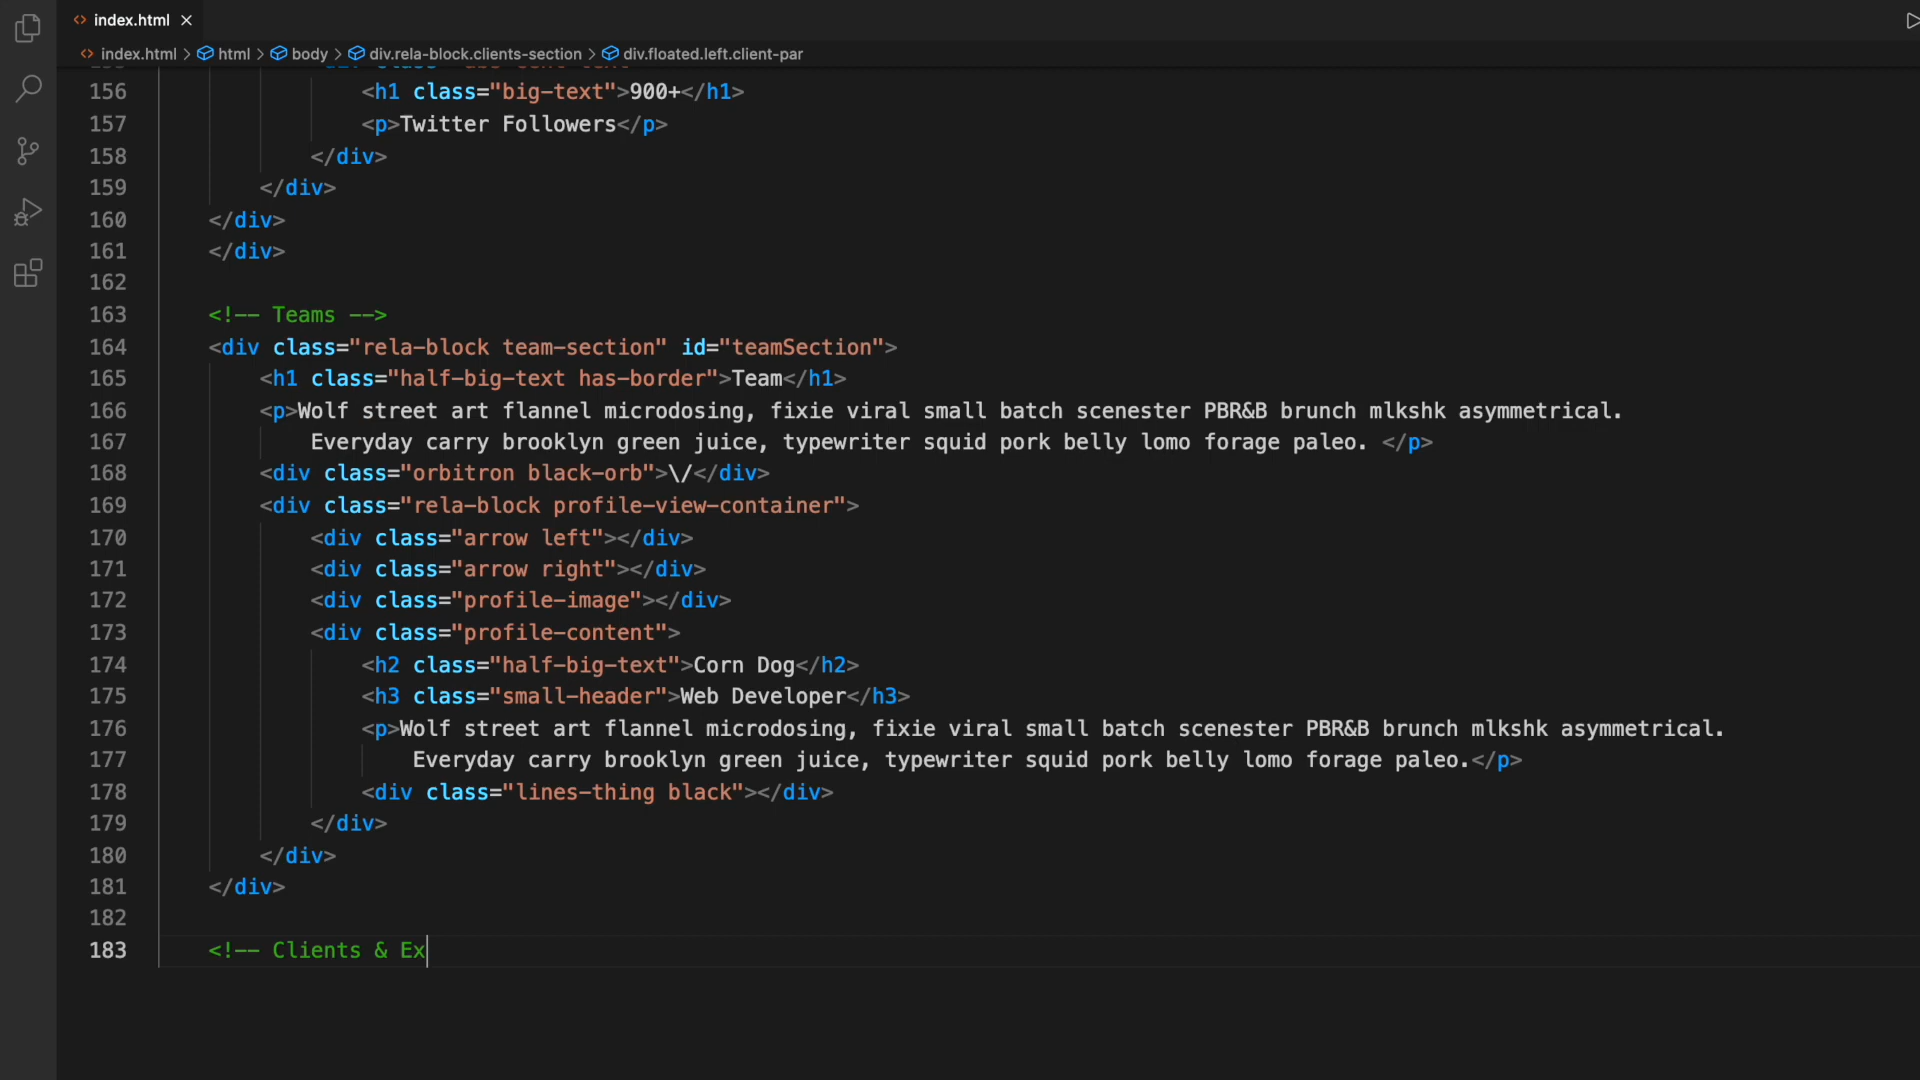 index.html
index.html > html > body > div.rela-block.clients-section > div.floated.left.client-par
156 <h1 class="big-text">900+</h1>
157 <p>Twitter Followers</p>
158 </div>
159 </div>
160 </div>
161 </div>
162
163 <!-- Teams -->
164 <div class="rela-block team-section" id="teamSection">
165 <h1 class="half-big-text has-border">Team</h1>
166 <p>Wolf street art flannel microdosing, fixie viral small batch scenester PBR&B brunch mlkshk asymmetrical.
167 Everyday carry brooklyn green juice, typewriter squid pork belly lomo forage paleo. </p>
168 <div class="orbitron black-orb">\/</div>
169 <div class="rela-block profile-view-container">
170 <div class="arrow left"></div>
171 <div class="arrow right"></div>
172 <div class="profile-image"></div>
173 <div class="profile-content">
174 <h2 class="half-big-text">Corn Dog</h2>
175 <h3 class="small-header">Web Developer</h3>
176 <p>Wolf street art flannel microdosing, fixie viral small batch scenester PBR&B brunch mlkshk asymmetrical.
177 Everyday carry brooklyn green juice, typewriter squid pork belly lomo forage paleo.</p>
178 <div class="lines-thing black"></div>
179 </div>
180 </div>
181 </div>
182
183 <!-- Clients & Ex